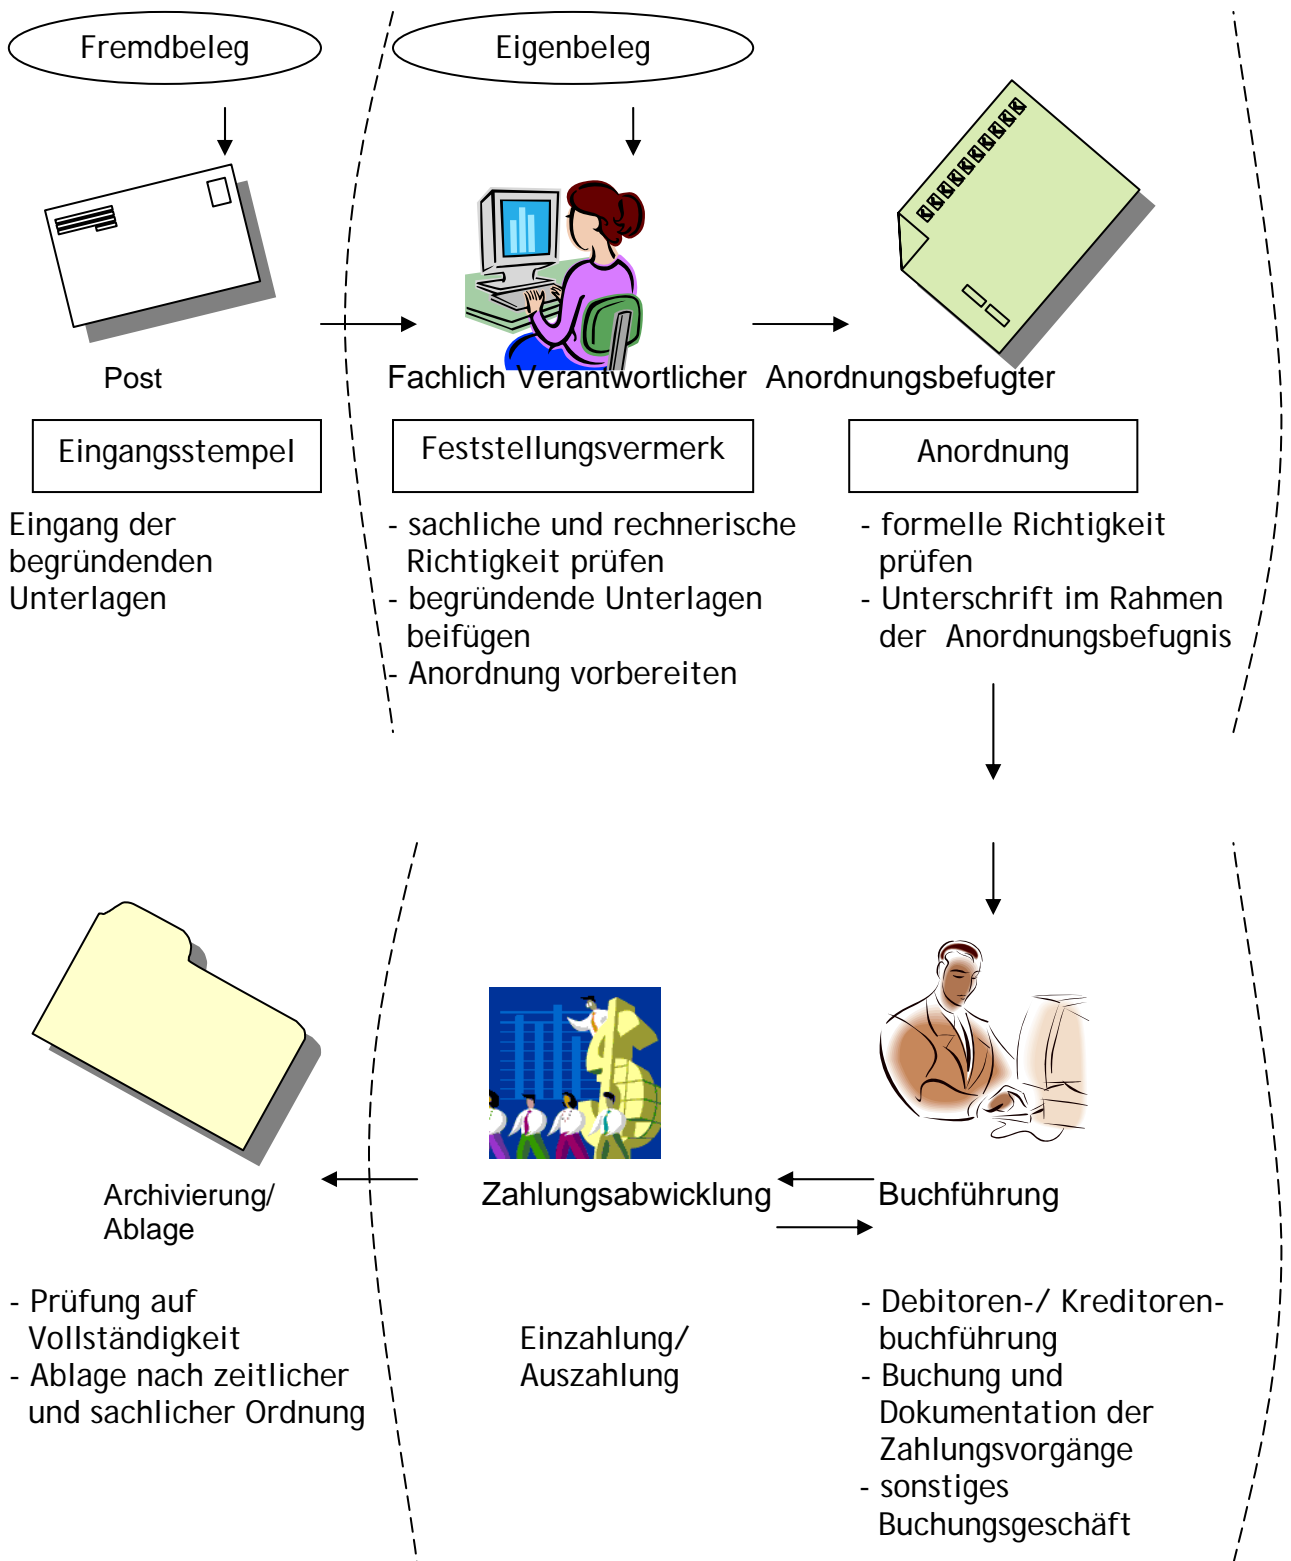 Fremdbeleg
Eigenbeleg
Post
Fachlich Verantwortlicher
Anordnungsbefugter
Eingangsstempel
Feststellungsvermerk
Anordnung
Eingang der
begründenden
Unterlagen
- sachliche und rechnerische
Richtigkeit prüfen
- begründende Unterlagen
beifügen
- Anordnung vorbereiten
- formelle Richtigkeit
prüfen
- Unterschrift im Rahmen
der Anordnungsbefugnis
Archivierung/
Ablage
Zahlungsabwicklung
Buchführung
- Prüfung auf
Vollständigkeit
- Ablage nach zeitlicher
und sachlicher Ordnung
Einzahlung/
Auszahlung
- Debitoren-/ Kreditoren-
buchführung
- Buchung und
Dokumentation der
Zahlungsvorgänge
- sonstiges
Buchungsgeschäft